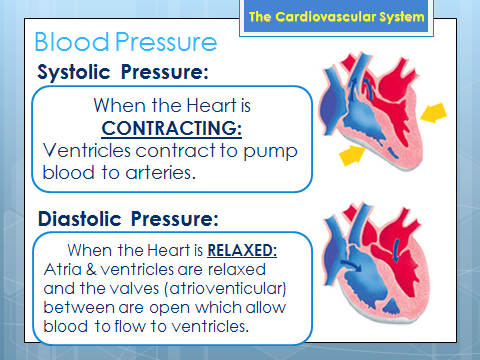 The Cardiovascular System
Blood Pressure
Systolic Pressure:
When the Heart is
CONTRACTING:
Ventricles contract to pump
blood to arteries.
Diastolic Pressure:
When the Heart is RELAXED:
Atria & ventricles are relaxed
and the valves (atrioventicular)
between are open which allow
blood to flow to ventricles.